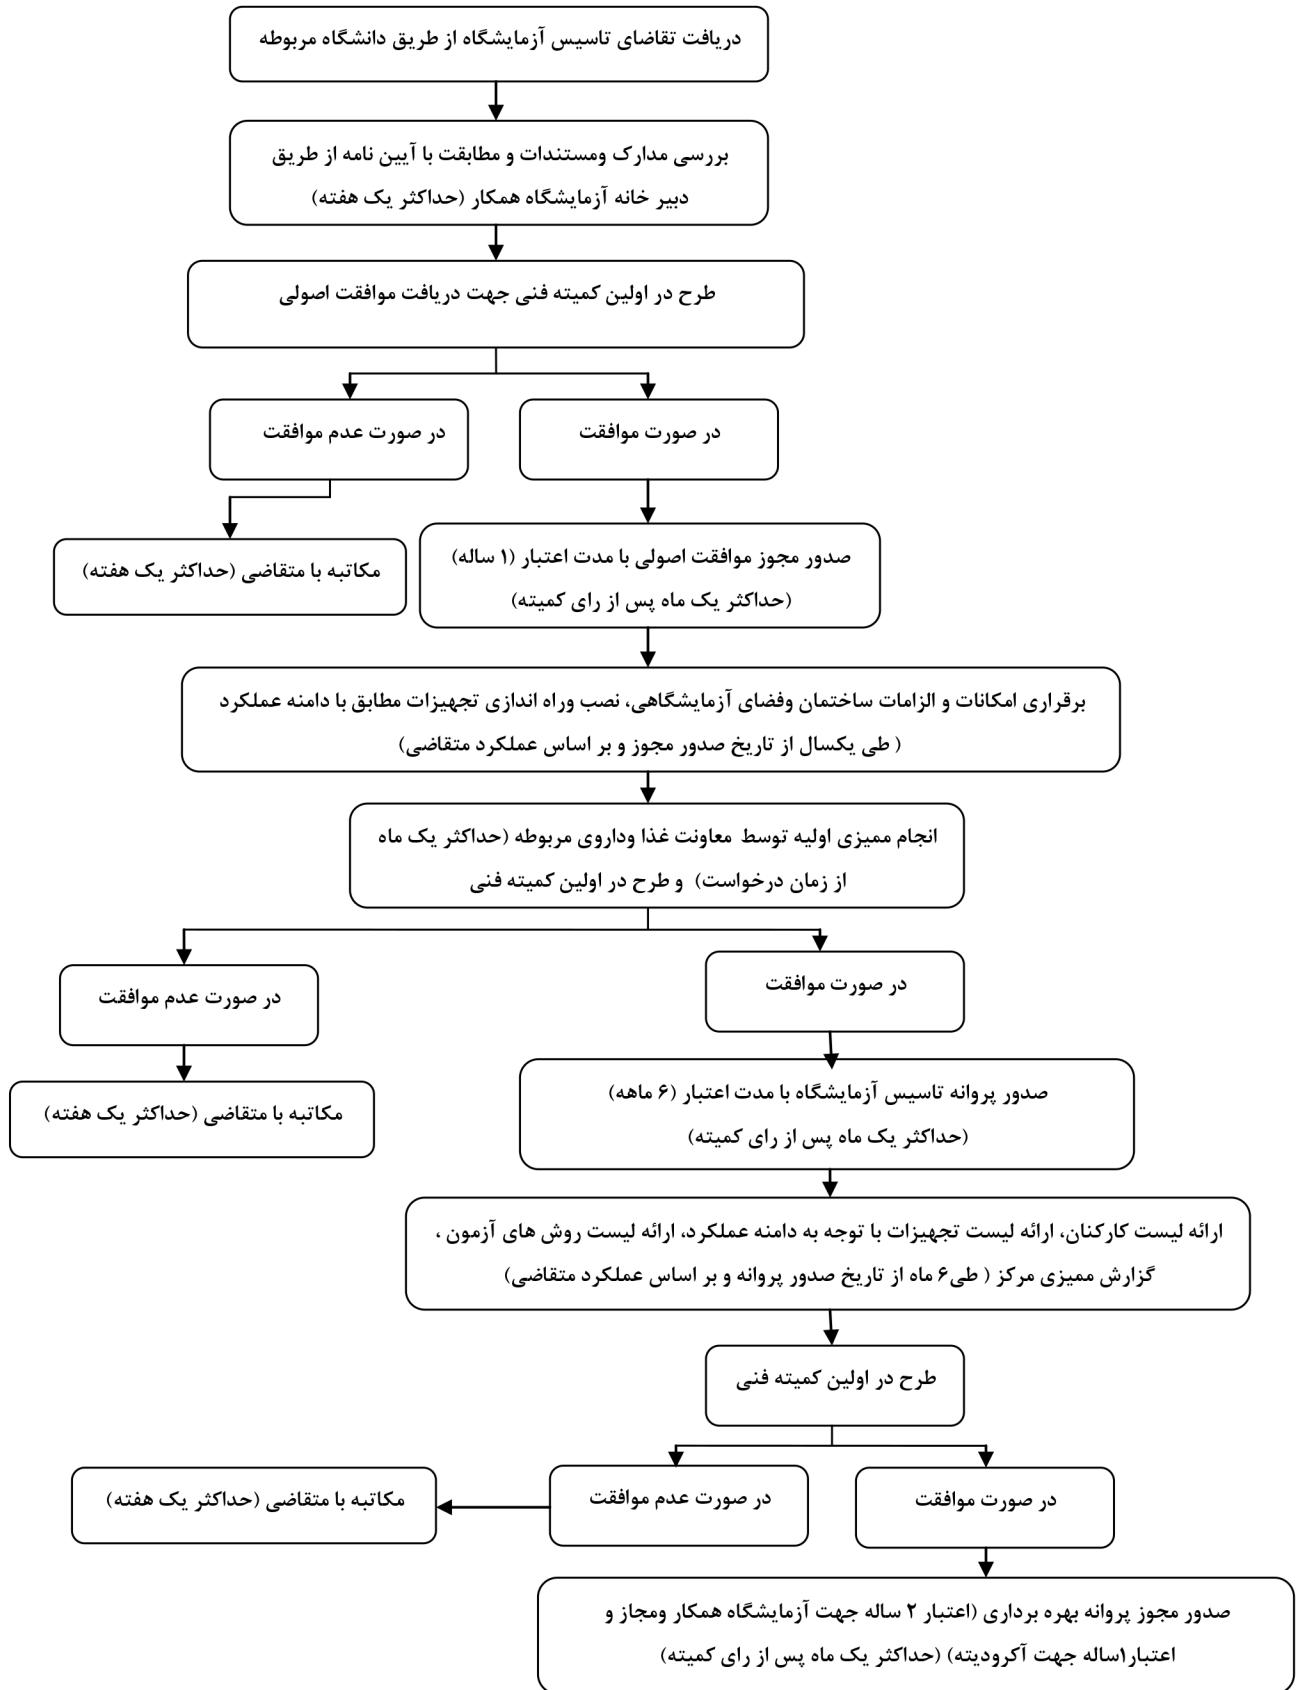 دریافت تقاضای تاسیس آزمایشگاه از طریق دانشگاه مربوطه
بررسی مدارک ومستندات و مطابقت با آیین نامه از طریق
دبیر خانه آزمایشگاه همکار (حداکثر یک هفته)
طرح در اولین کمیته فنی جهت دریافت موافقت اصولی
در صورت موافقت
در صورت عدم موافقت
صدور مجوز موافقت اصولی با مدت اعتبار (۱ ساله)
(حداکثر یک ماه پس از رای کمیته)
مکاتبه با متقاضی (حداکثر یک هفته)
برقراری امکانات و الزامات ساختمان وفضای آزمایشگاهی، نصب وراه اندازی تجهیزات مطابق با دامنه عملکرد
( طی یکسال از تاریخ صدور مجوز و بر اساس عملکرد متقاضی)
انجام ممیزی اولیه توسط معاونت غذا وداروی مربوطه (حداکثر یک ماه
از زمان درخواست) و طرح در اولین کمیته فنی
در صورت موافقت
در صورت عدم موافقت
صدور پروانه تاسیس آزمایشگاه با مدت اعتبار (۶ ماهه)
(حداکثر یک ماه پس از رای کمیته)
مکاتبه با متقاضی (حداکثر یک هفته)
ارائه لیست کارکنان، ارائه لیست تجهیزات با توجه به دامنه عملکرد، ارائه لیست روش های آزمون ،
گزارش ممیزی مرکز ( طی۶ ماه از تاریخ صدور پروانه و بر اساس عملکرد متقاضی)
طرح در اولین کمیته فنی
در صورت موافقت
در صورت عدم موافقت
مکاتبه با متقاضی (حداکثر یک هفته)
صدور مجوز پروانه بهره برداری (اعتبار ۲ ساله جهت آزمایشگاه همکار ومجاز و
اعتبار۱ساله جهت آکرودیته) (حداکثر یک ماه پس از رای کمیته)